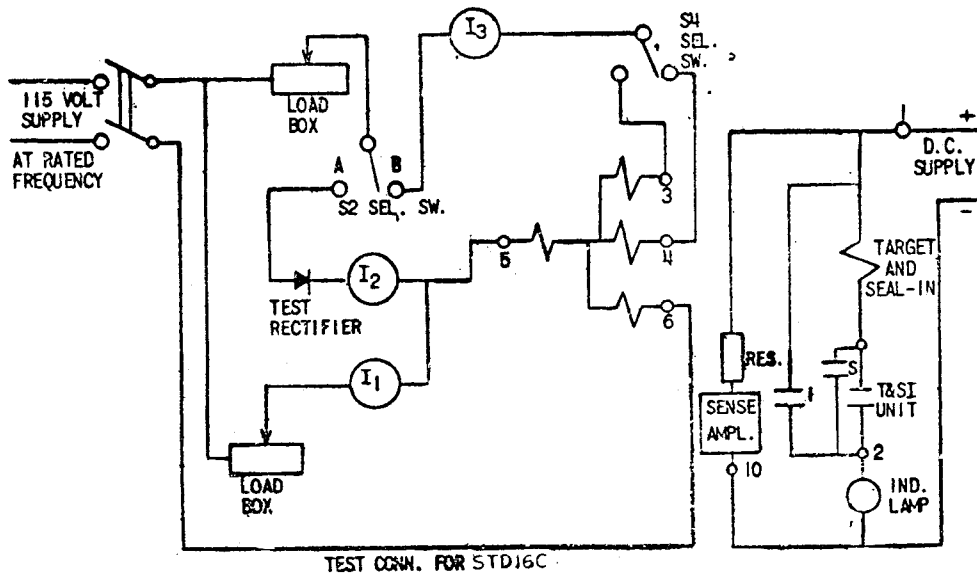 I3
S4
SEL.
SW.
115 VOLT
SUPPLY
AT RATED
FREQUENCY
LOAD
BOX
A
B
S2 SEL. SW.
+
D.C.
SUPPLY
-
3
5
4
6
I2
TEST
RECTIFIER
I1
LOAD
BOX
TARGET
AND
SEAL-IN
RES.
SENSE
AMPL.
10
S
T&SI
UNIT
2
IND.
LAMP
TEST CONN. FOR STD16C